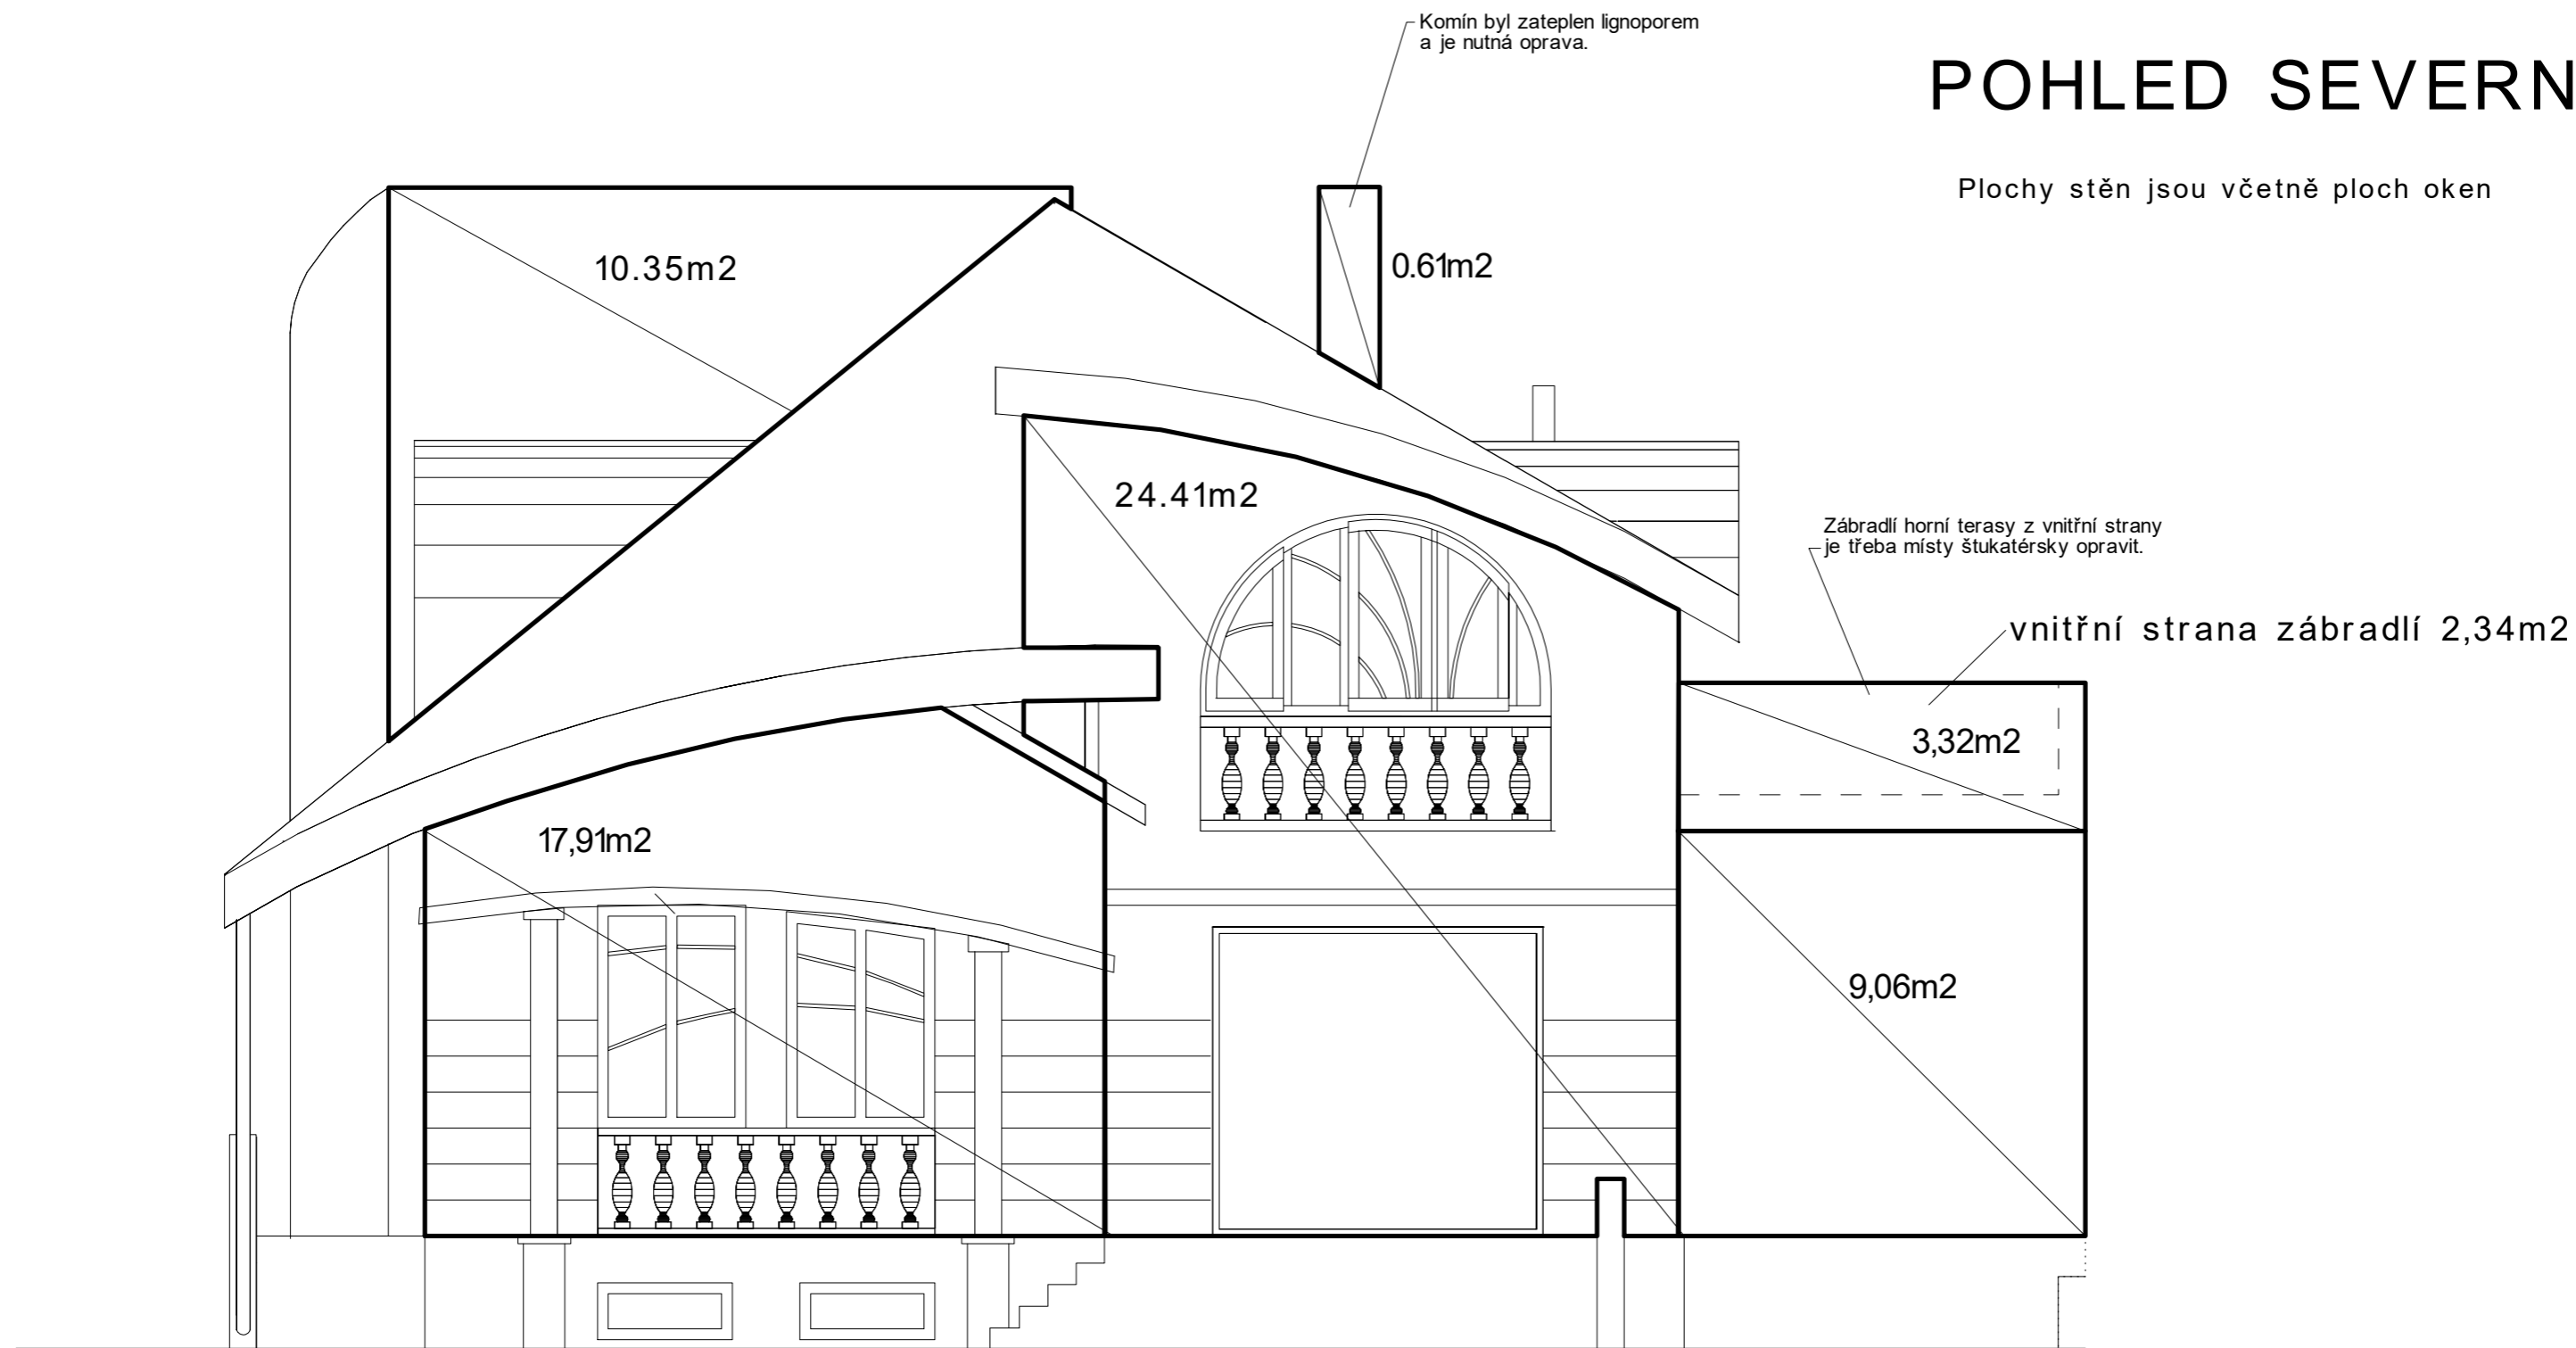 Komín byl zateplen lignoporem
a je nutná oprava.
POHLED SEVERN
Plochy stěn jsou včetně ploch oken
10.35m2
0.61m2
24.41m2
Zábradlí horní terasy z vnitřní strany
je třeba místy štukatérsky opravit.
vnitřní strana zábradlí 2,34m2
3,32m2
17,91m2
9,06m2